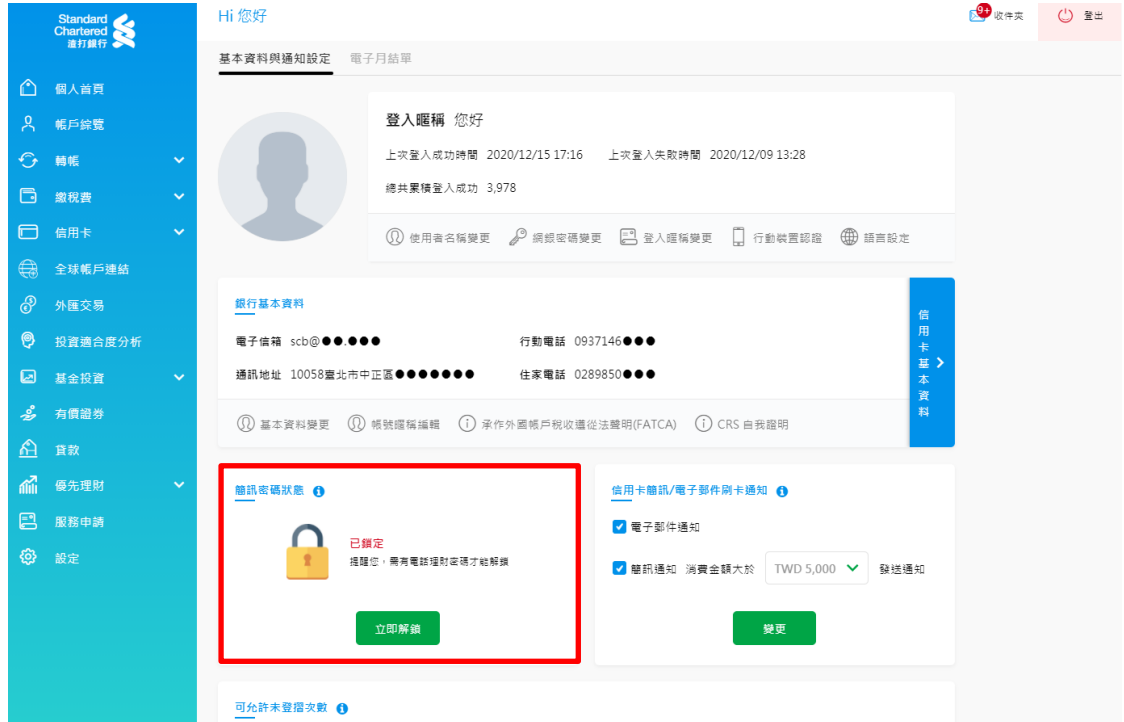 Standard
Chartered
渣打銀行
Hi 您好
9+
收件夾
登出
基本資料與通知設定 電子月結單
個人首頁
帳戶綜覽
轉帳
繳稅費
信用卡
全球帳戶連結
外匯交易
投資適合度分析
基金投資
有價證券
貸款
優先理財
服務申請
設定
登入暱稱 您好
上次登入成功時間 2020/12/15 17:16 上次登入失敗時間 2020/12/09 13:28
總共累積登入成功 3,978
使用者名稱變更 網銀密碼變更 登入暱稱變更 行動裝置認證 語言設定
銀行基本資料
電子信箱 scb@●●.●●● 行動電話 0937146●●●
通訊地址 10058臺北市中正區●●●●●●● 住家電話 0289850●●●
基本資料變更 帳號暱稱編輯 承作外國帳戶稅收遵從法聲明(FATCA) CRS 自我證明
信用卡基本資料
簡訊密碼狀態
已鎖定
提醒您，需有電話理財密碼才能解鎖
立即解鎖
信用卡簡訊/電子郵件刷卡通知
電子郵件通知
簡訊通知 消費金額大於 TWD 5,000 發送通知
變更
可允許未登摺次數